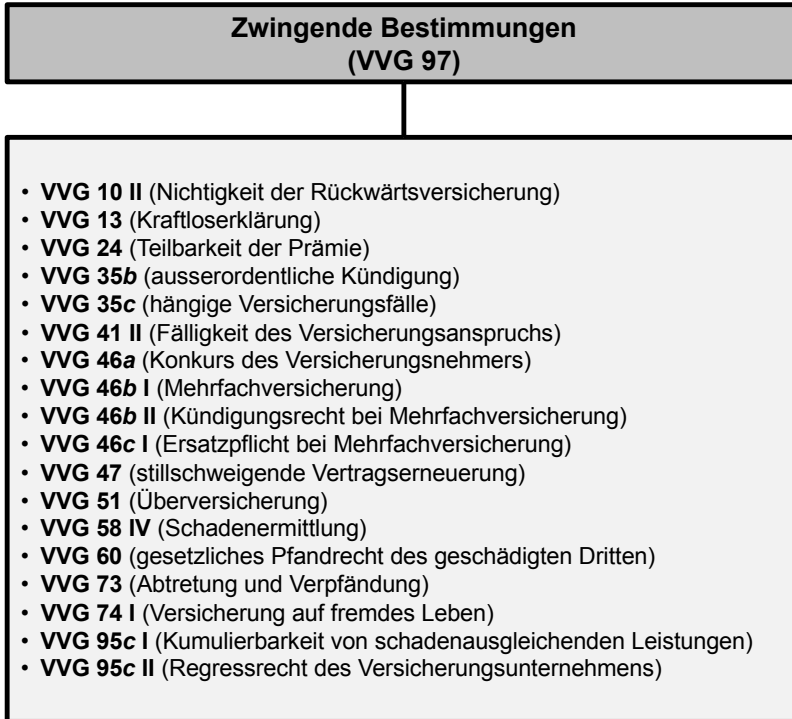 Zwingende Bestimmungen
(VVG 97)
• VVG 10 II (Nichtigkeit der Rückwärtsversicherung)
• VVG 13 (Kraftloserklärung)
• VVG 24 (Teilbarkeit der Prämie)
• VVG 35b (ausserordentliche Kündigung)
• VVG 35c (hängige Versicherungsfälle)
• VVG 41 II (Fälligkeit des Versicherungsanspruchs)
• VVG 46a (Konkurs des Versicherungsnehmers)
• VVG 46b I (Mehrfachversicherung)
• VVG 46b II (Kündigungsrecht bei Mehrfachversicherung)
• VVG 46c I (Ersatzpflicht bei Mehrfachversicherung)
• VVG 47 (stillschweigende Vertragserneuerung)
• VVG 51 (Überversicherung)
• VVG 58 IV (Schadenermittlung)
• VVG 60 (gesetzliches Pfandrecht des geschädigten Dritten)
• VVG 73 (Abtretung und Verpfändung)
• VVG 74 I (Versicherung auf fremdes Leben)
• VVG 95c I (Kumulierbarkeit von schadenausgleichenden Leistungen)
• VVG 95c II (Regressrecht des Versicherungsunternehmens)